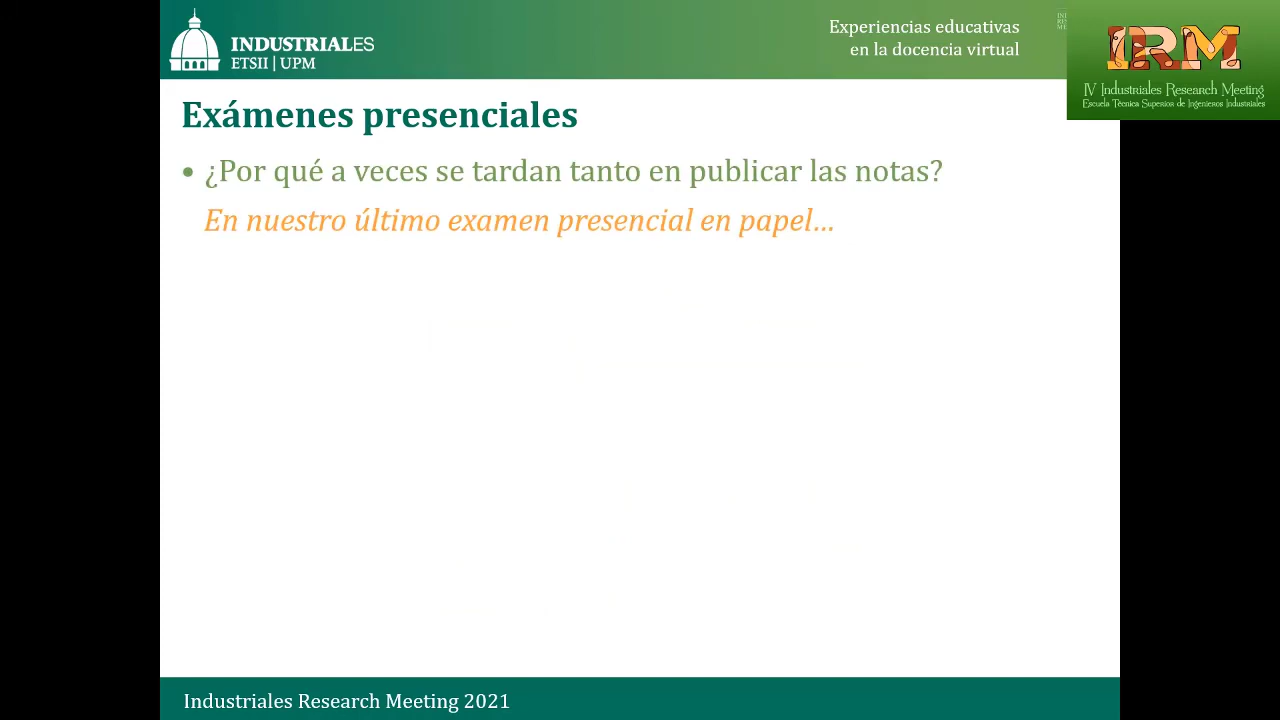 INDUSTRIALES
ETSII | UPM
Experiencias educativas
en la docencia virtual
IRM
IV Industriales Research Meeting
Escuela Técnica Superior de Ingenieros Industriales
Exámenes presenciales
• ¿Por qué a veces se tardan tanto en publicar las notas?
En nuestro último examen presencial en papel...
Industriales Research Meeting 2021